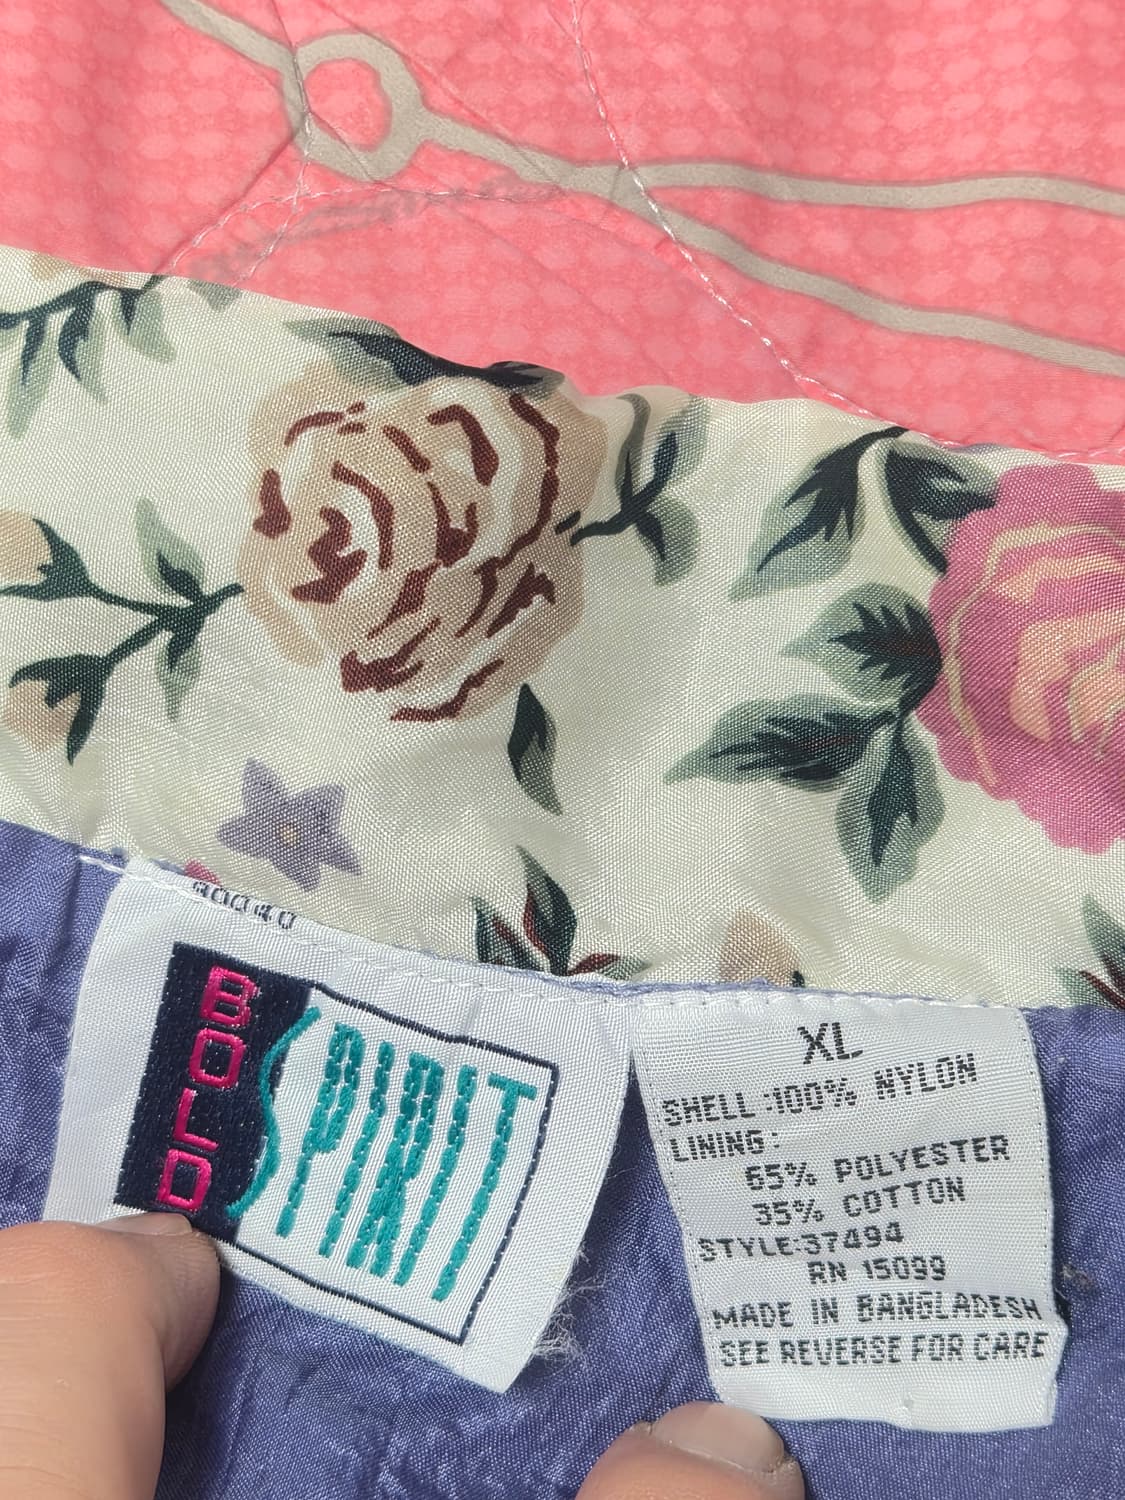 BOLD
SPIRIT
XL
SHELL:100% NYLON
LINING:
65% POLYESTER
35% COTTON
STYLE:37494
RN 15099
MADE IN BANGLADESH
SEE REVERSE FOR CARE